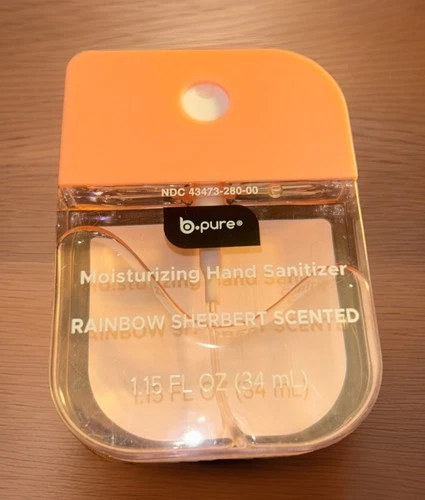 NDC 43473-280-00
b.pure®
Moisturizing Hand Sanitizer
RAINBOW SHERBERT SCENTED
1.15 FL OZ (34 mL)